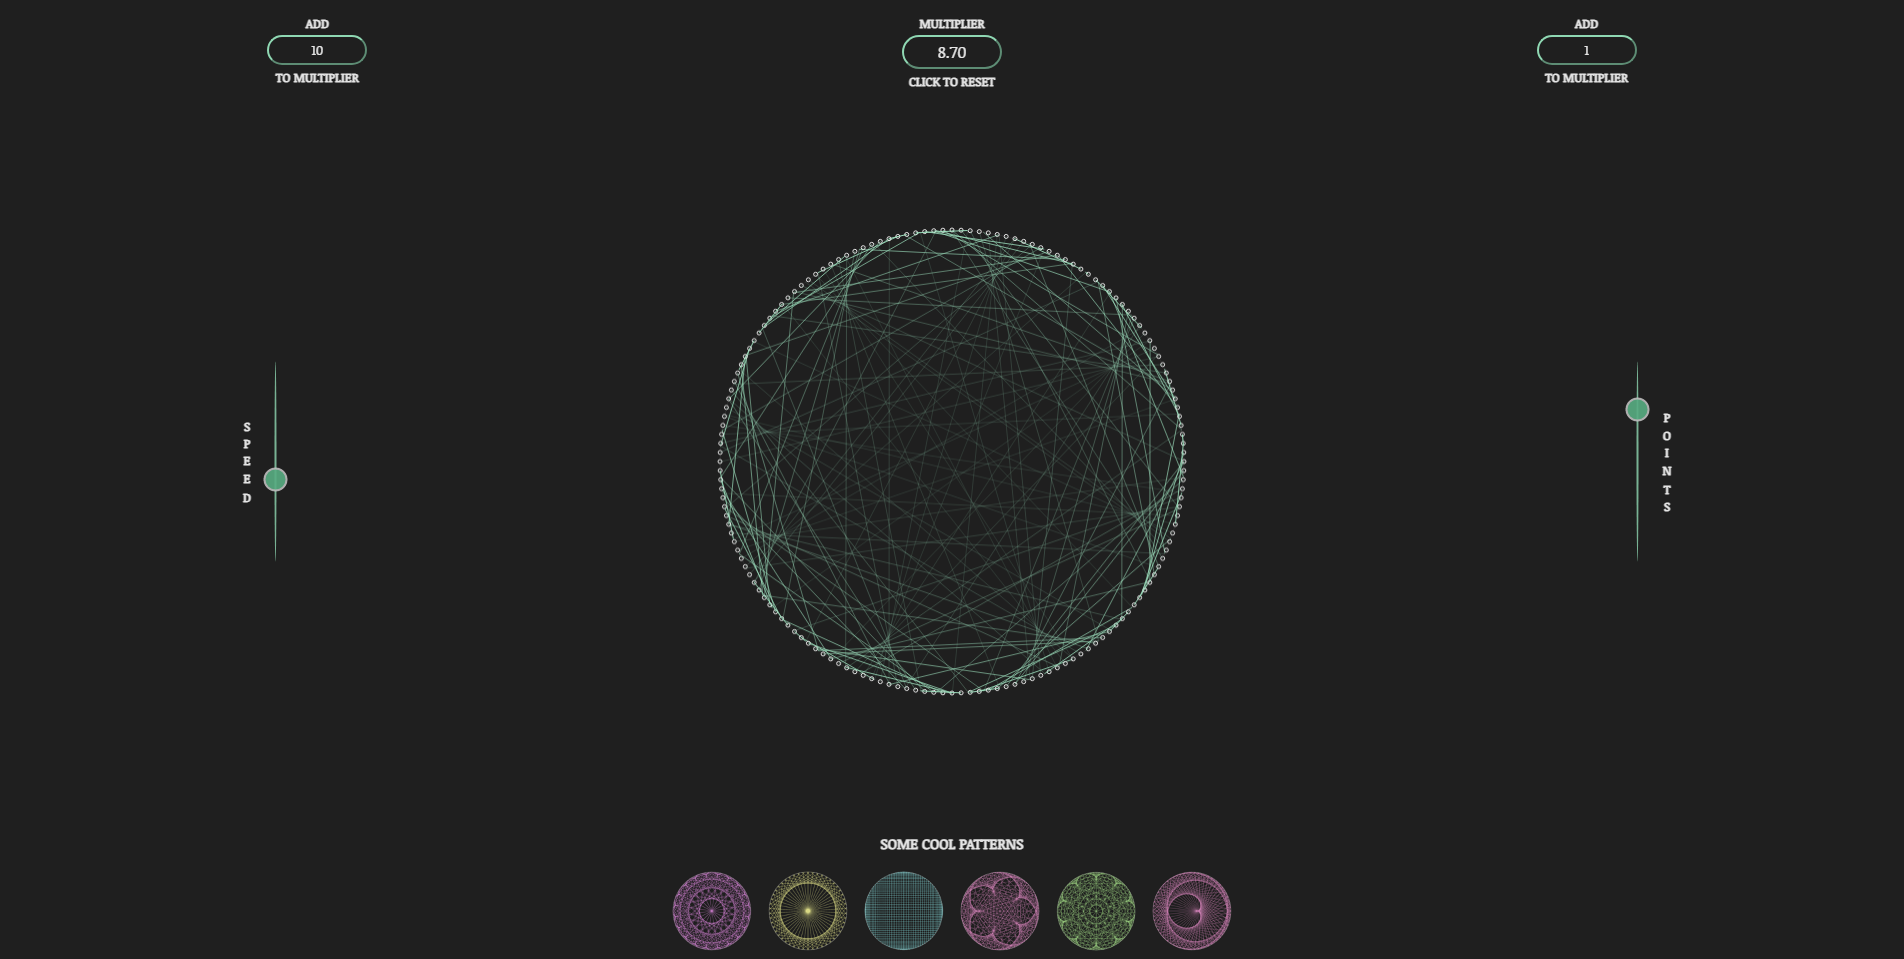 ADD
10
TO MULTIPLIER
MULTIPLIER
8.70
CLICK TO RESET
ADD
1
TO MULTIPLIER
SPEED
POINTS
SOME COOL PATTERNS